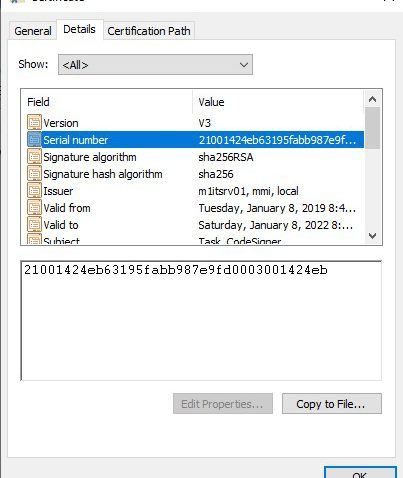 General Details Certification Path
Show: <All>
Field Value
Version V3
Serial number 21001424eb63195fabb987e9f...
Signature algorithm sha256RSA
Signature hash algorithm sha256
Issuer m1itsrv01, mmi, local
Valid from Tuesday, January 8, 2019 8:4...
Valid to Saturday, January 8, 2022 8:...
Subject Task_CodeSigner
21001424eb63195fabb987e9fd0003001424eb
Edit Properties... Copy to File...
OK